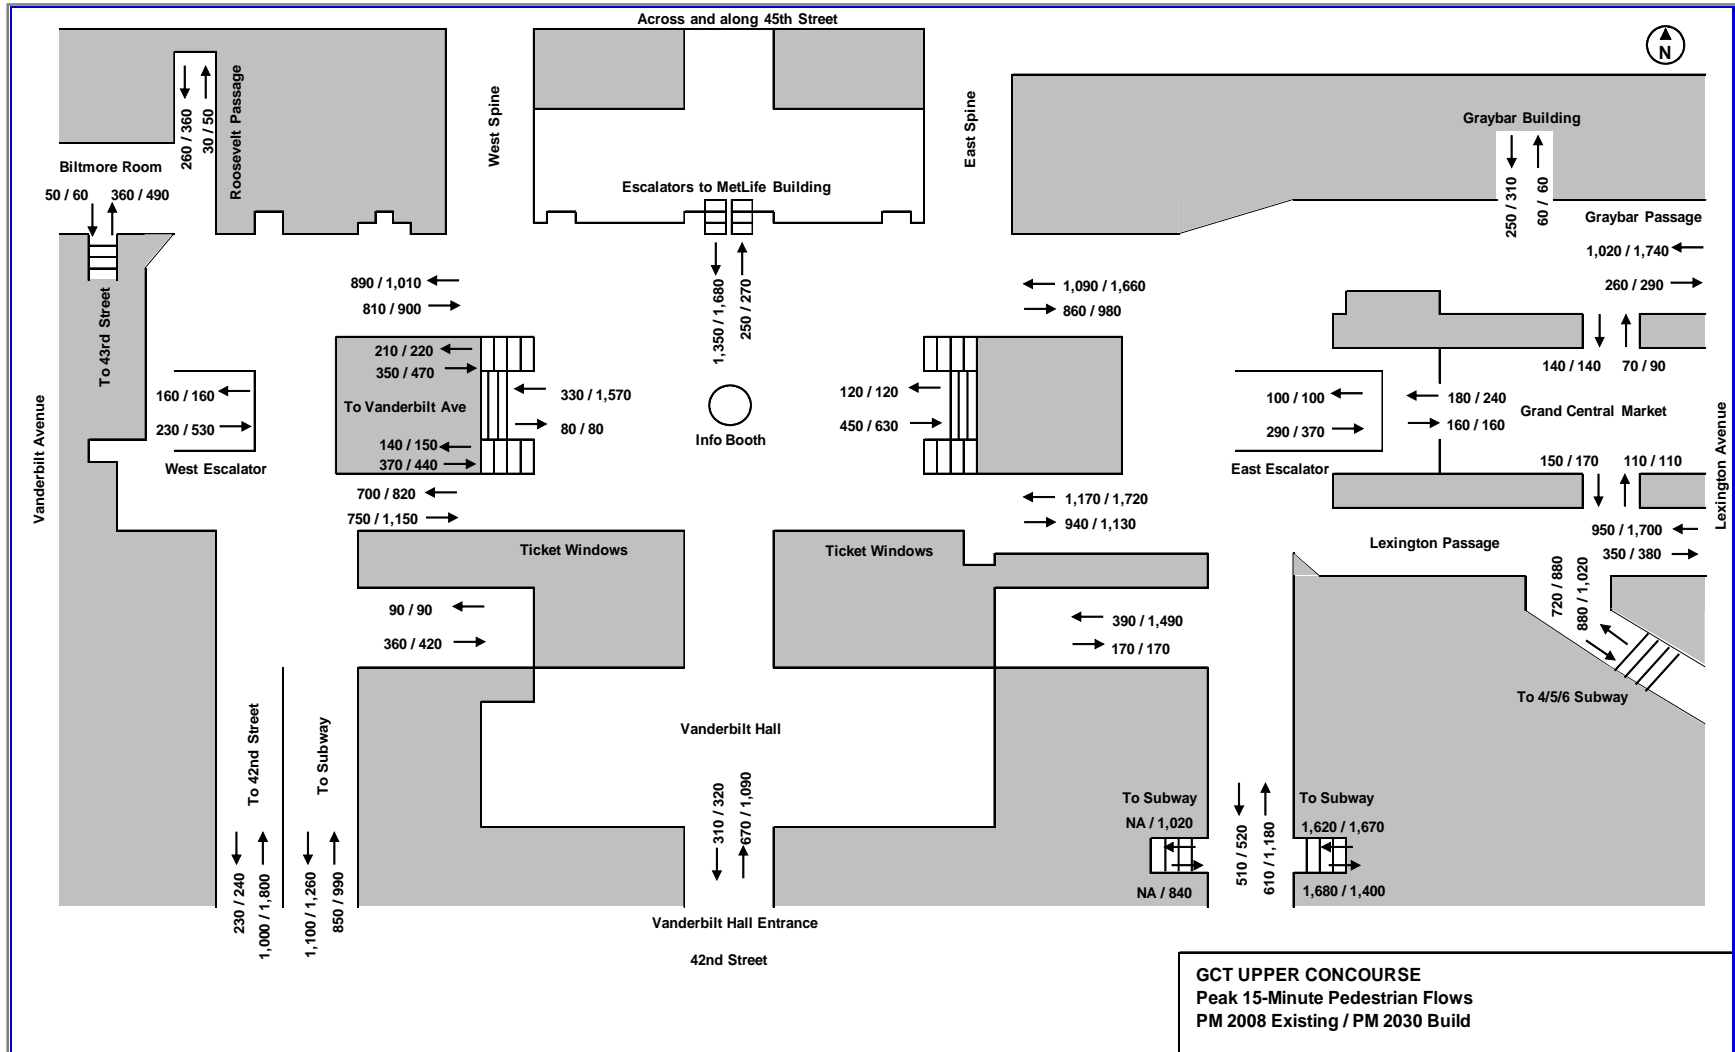 Across and along 45th Street
N
Roosevelt Passage
260 / 360
30 / 50
West Spine
East Spine
Graybar Building
250 / 310
60 / 60
Biltmore Room
50 / 60
360 / 490
Escalators to MetLife Building
Graybar Passage
1,020 / 1,740
260 / 290
890 / 1,010
810 / 900
1,350 / 1,680
250 / 270
1,090 / 1,660
860 / 980
To 43rd Street
210 / 220
350 / 470
To Vanderbilt Ave
140 / 150
370 / 440
330 / 1,570
80 / 80
Info Booth
120 / 120
450 / 630
100 / 100
290 / 370
East Escalator
180 / 240
160 / 160
140 / 140
70 / 90
Grand Central Market
150 / 170
110 / 110
160 / 160
230 / 530
West Escalator
Vanderbilt Avenue
Lexington Avenue
700 / 820
750 / 1,150
1,170 / 1,720
940 / 1,130
950 / 1,700
350 / 380
Lexington Passage
Ticket Windows
Ticket Windows
720 / 880
880 / 1,020
90 / 90
360 / 420
390 / 1,490
170 / 170
To 4/5/6 Subway
To 42nd Street
To Subway
Vanderbilt Hall
310 / 320
670 / 1,090
To Subway
NA / 1,020
NA / 840
510 / 520
610 / 1,180
To Subway
1,620 / 1,670
1,680 / 1,400
230 / 240
1,000 / 1,800
1,100 / 1,260
850 / 990
Vanderbilt Hall Entrance
42nd Street
GCT UPPER CONCOURSE
Peak 15-Minute Pedestrian Flows
PM 2008 Existing / PM 2030 Build